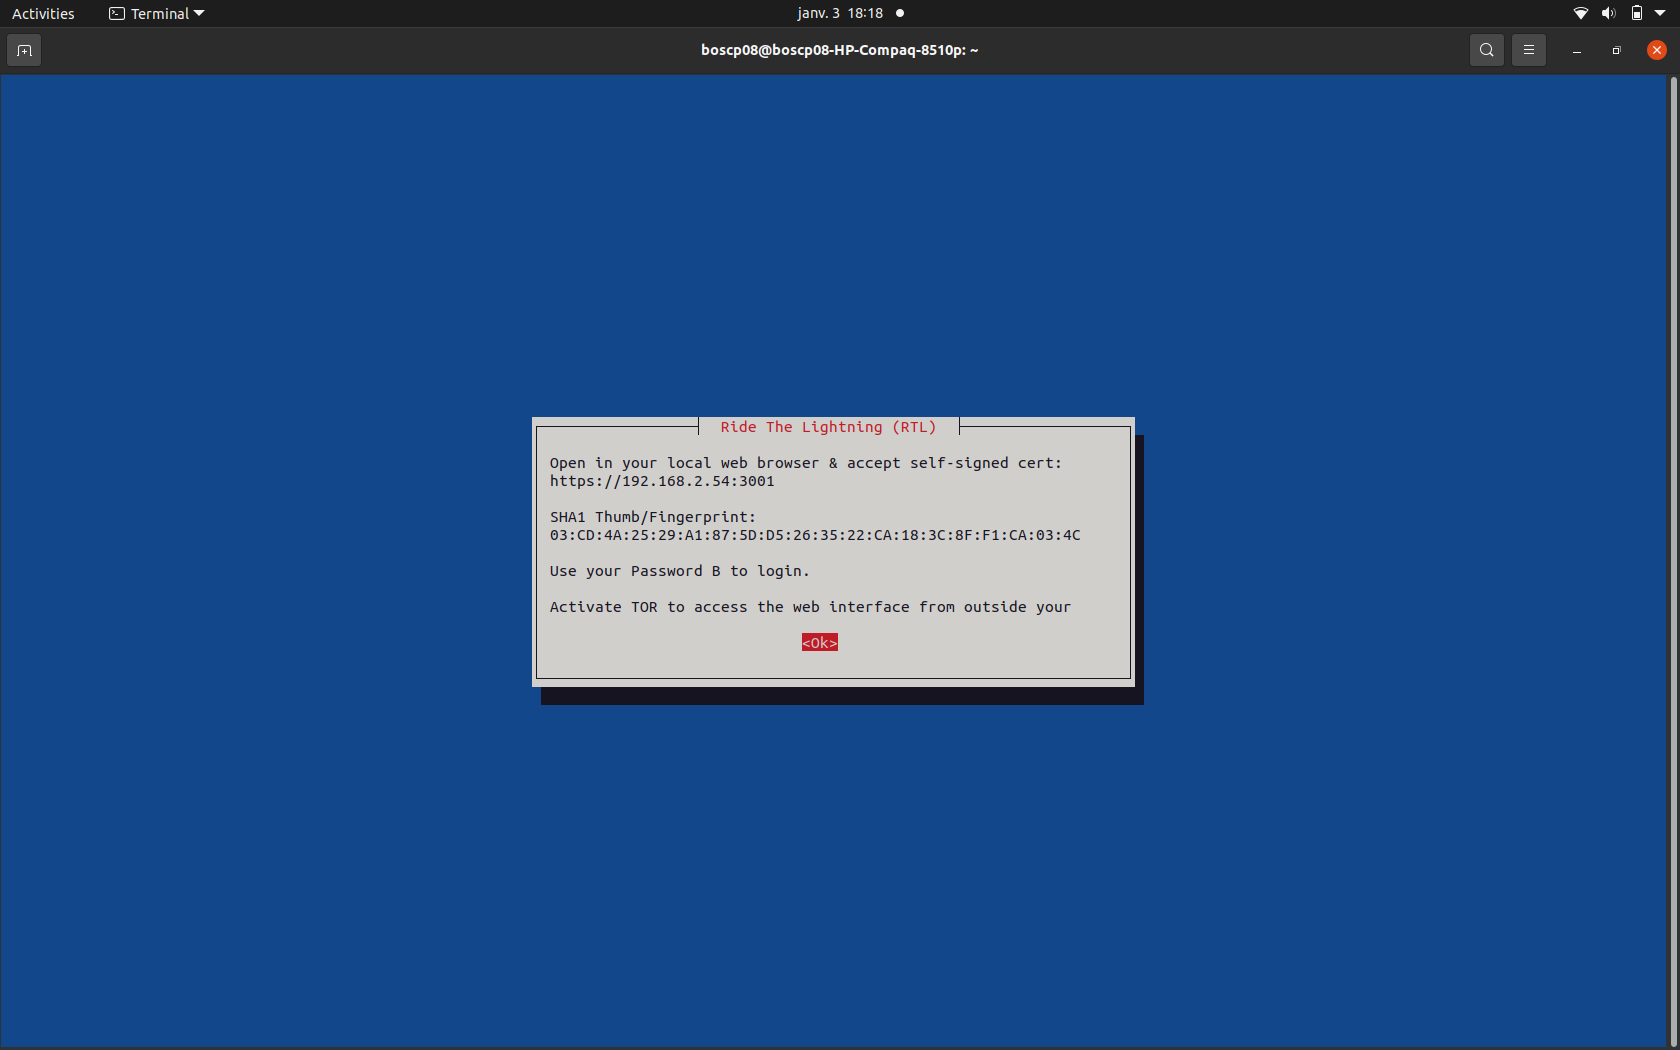 Activities Terminal janv. 3 18:18
boscp08@boscp08-HP-Compaq-8510p: ~
Ride The Lightning (RTL)
Open in your local web browser & accept self-signed cert:
https://192.168.2.54:3001
SHA1 Thumb/Fingerprint:
03:CD:4A:25:29:A1:87:5D:D5:26:35:22:CA:18:3C:8F:F1:CA:03:4C
Use your Password B to login.
Activate TOR to access the web interface from outside your
<Ok>